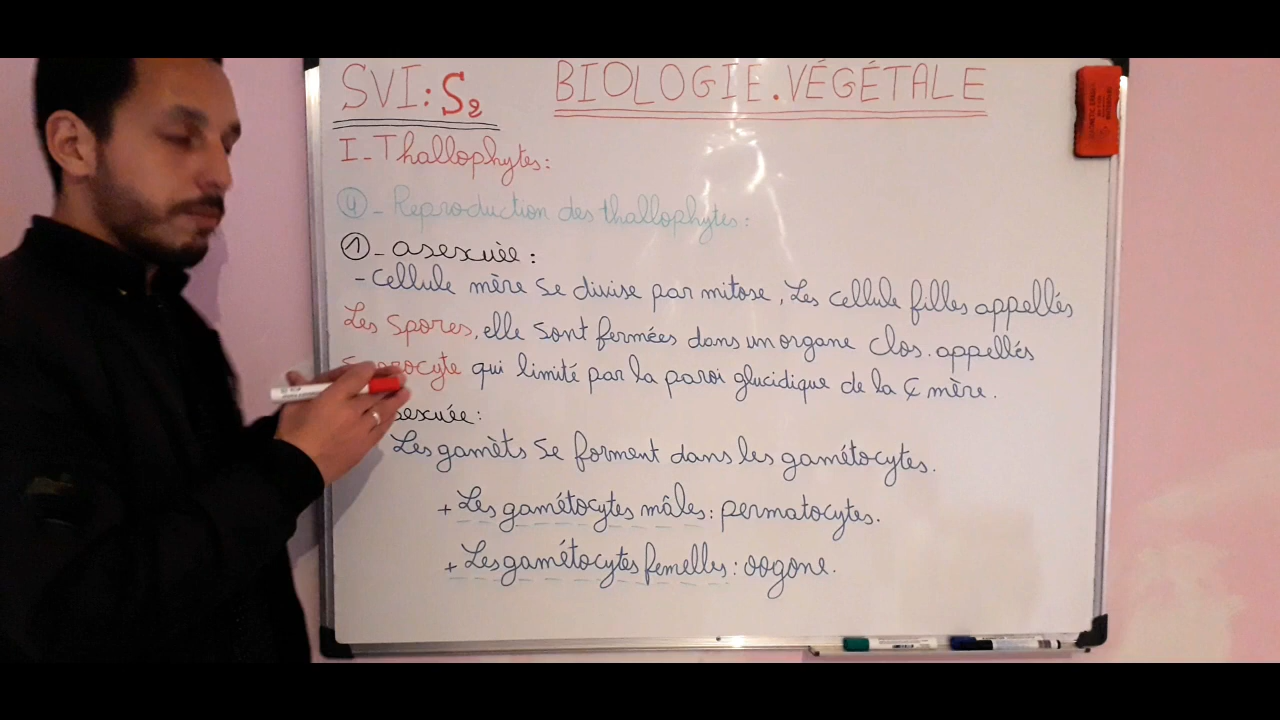 SVI: S2
BIOLOGIE.VÉGÉTALE
I-Thallophytes:
4 - Reproduction des thallophytes:
1 - asexuée:
- cellule mère se divise par mitose, Les cellule filles appellés
Les spores, elle sont fermées dans un organe clos. appellés
qui limité par la paroi glucidique de la ₵ mère.
Les gamèts se forment dans les gamétocytes.
+ Les gamétocytes mâles: permatocytes.
+ Les gamétocytes femelles: oogone.